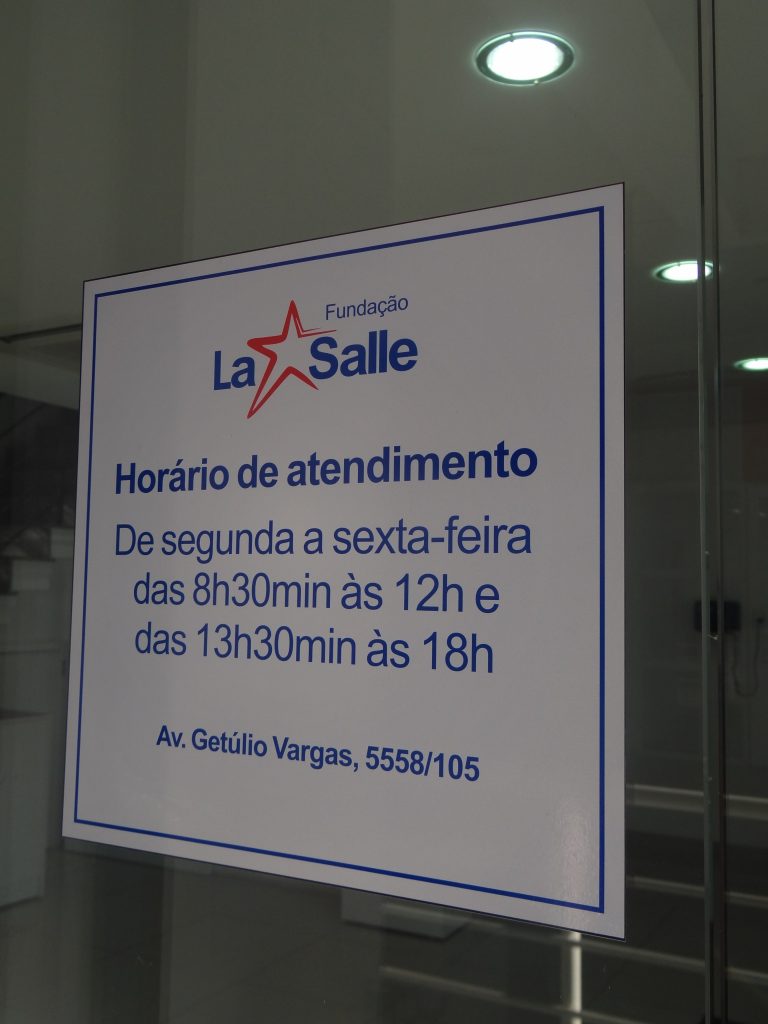 Fundação
La Salle
Horário de atendimento
De segunda a sexta-feira
das 8h30min às 12h e
das 13h30min às 18h
Av. Getúlio Vargas, 5558/105